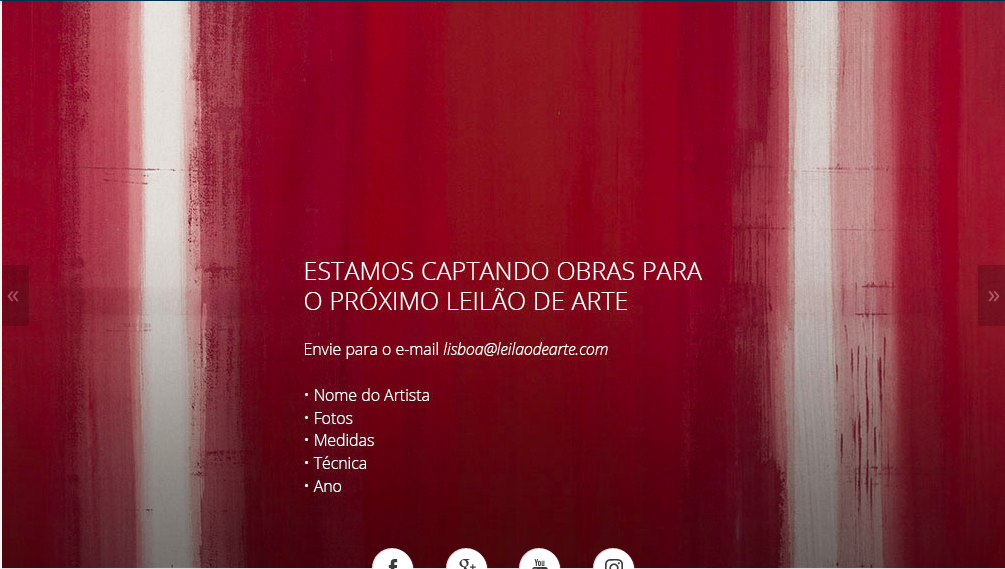 ESTAMOS CAPTANDO OBRAS PARA
O PRÓXIMO LEILÃO DE ARTE
Envie para o e-mail lisboa@leilaodearte.com
• Nome do Artista
• Fotos
• Medidas
• Técnica
• Ano